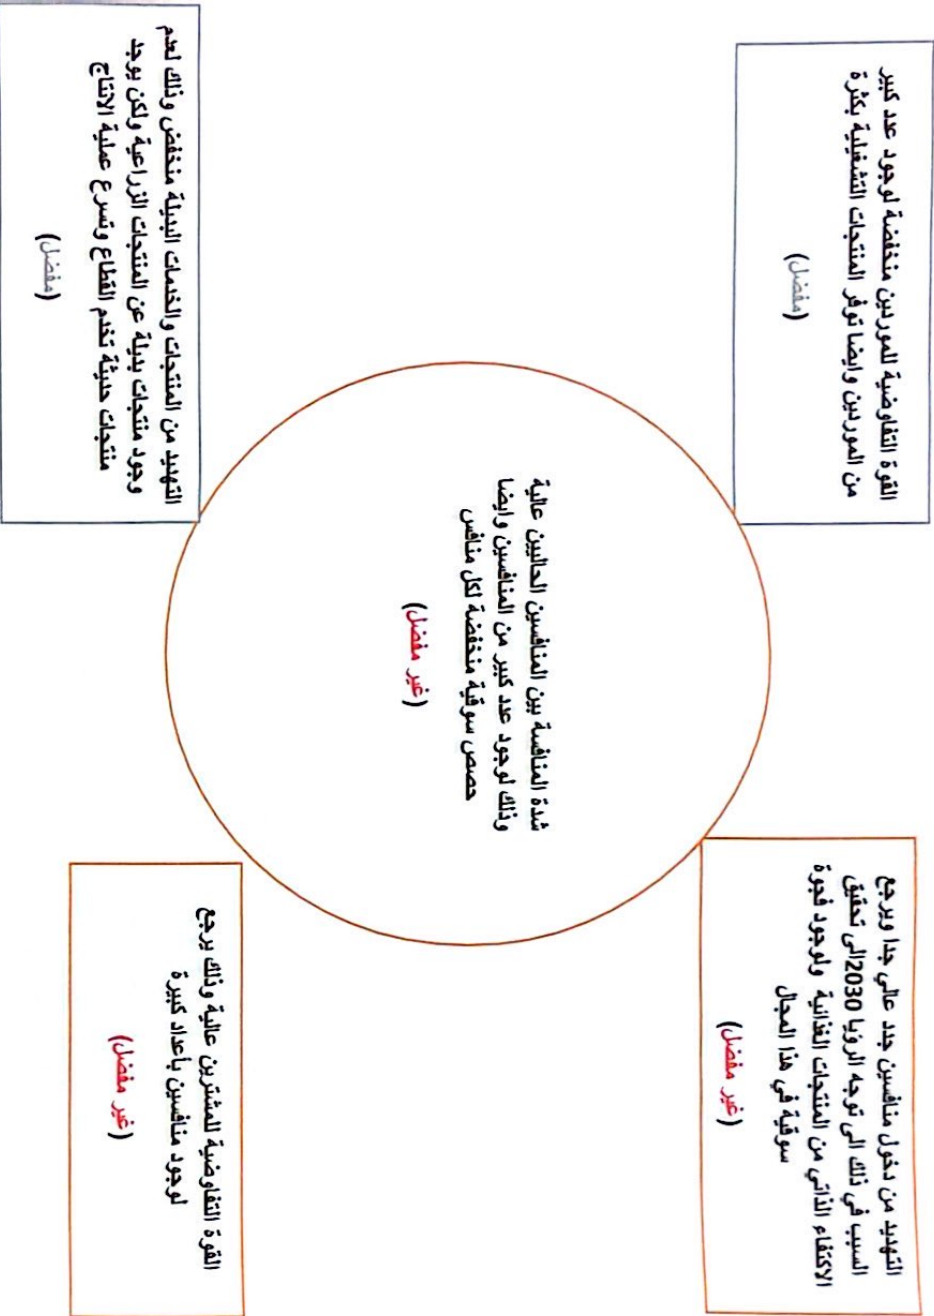 القوة التفاوضية للموردين منخفضة لوجود عدد كبير
من الموردين وايضا توفر المنتجات التشغيلية بكثرة
(مفضل)
التهديد من دخول منافسين جدد عالي جدا ويرجع
السبب في ذلك الى توجه الرويا 2030الى تحقيق
الاكتفاء الذاتي من المنتجات الغذائية ولوجود فجوة
سوقية في هذا المجال
(غير مفضل)
شدة المنافسة بين المنافسين الحاليين عالية
وذلك لوجود عدد كبير من المنافسين وايضا
حصص سوقية منخفضة لكل منافس
(غير مفضل)
التهديد من المنتجات والخدمات البديلة منخفض وذلك لعدم
وجود منتجات بديلة عن المنتجات الزراعية ولكن يوجد
منتجات حديثة تخدم القطاع وتسرع عملية الانتاج
(مفضل)
القوة التفاوضية للمشترين عالية وذلك يرجع
لوجود منافسين بأعداد كبيرة
(غير مفضل)